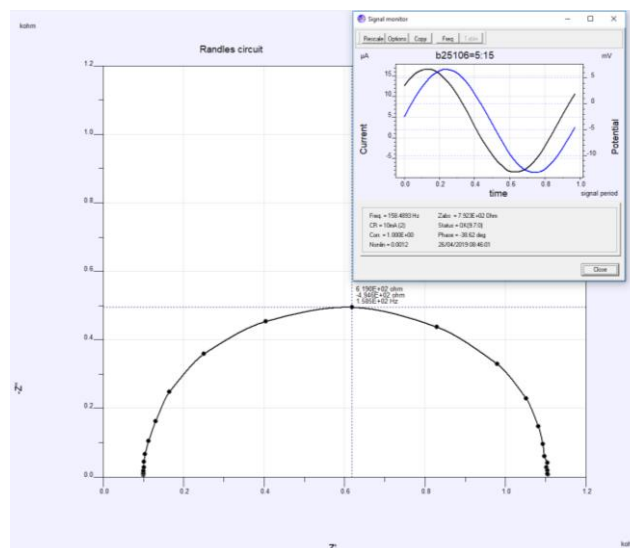 kohm
Randles circuit
Signal monitor
Rescale Options Copy Freq Table
b25106=5:15
µA
mV
15
10
5
0
-5
5
0
-5
-10
Current
Potential
0.0 0.2 0.4 0.6 0.8 1.0
time
signal period
Freq. = 158.4893 Hz
Zabs = 7.923E+02 Ohm
CR = 10mA (2)
Status = OK[9.7.0]
Con. = 1.000E+00
Phase = -38.62 deg
Nonlin = 0.0012
26/04/2019 08:46:01
Close
1.2
1.0
0.8
0.6
0.4
0.2
0.0
6.190E+02 ohm
-4.946E+02 ohm
1.585E+02 Hz
0.0 0.2 0.4 0.6 0.8 1.0 1.2
Z'